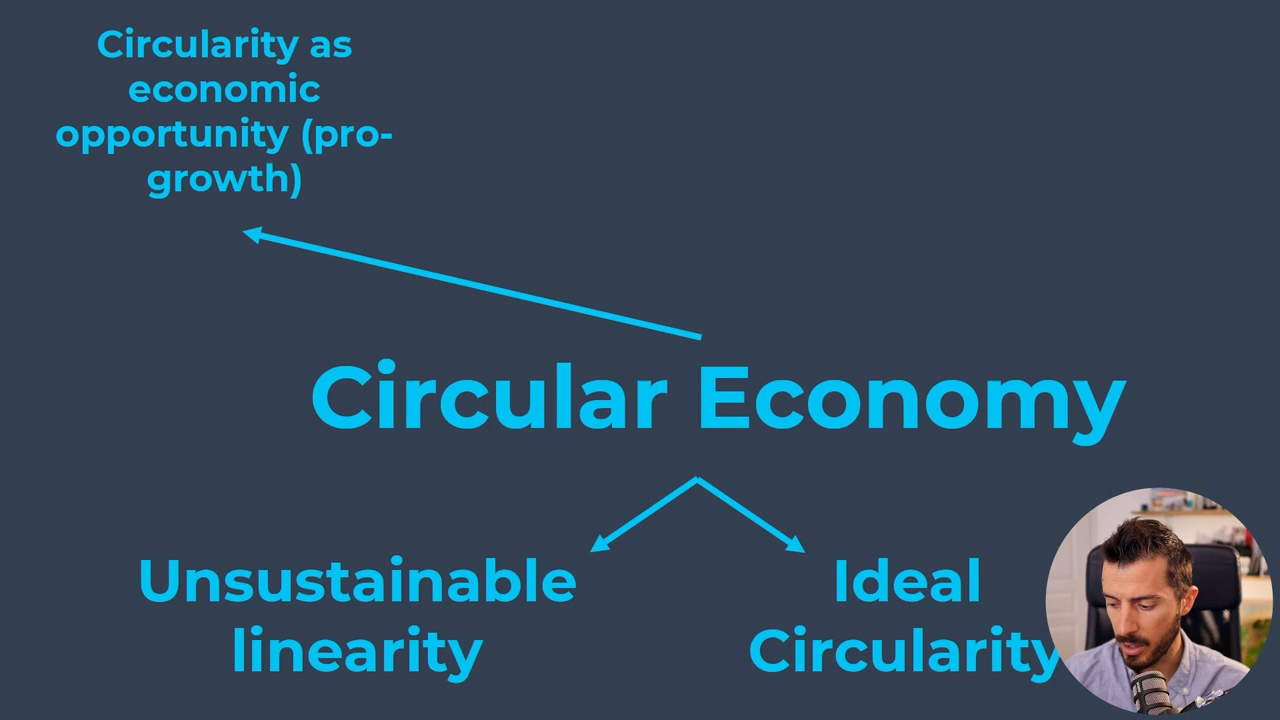 Circularity as
economic
opportunity (pro-
growth)
Circular Economy
Unsustainable
linearity
Ideal
Circularity